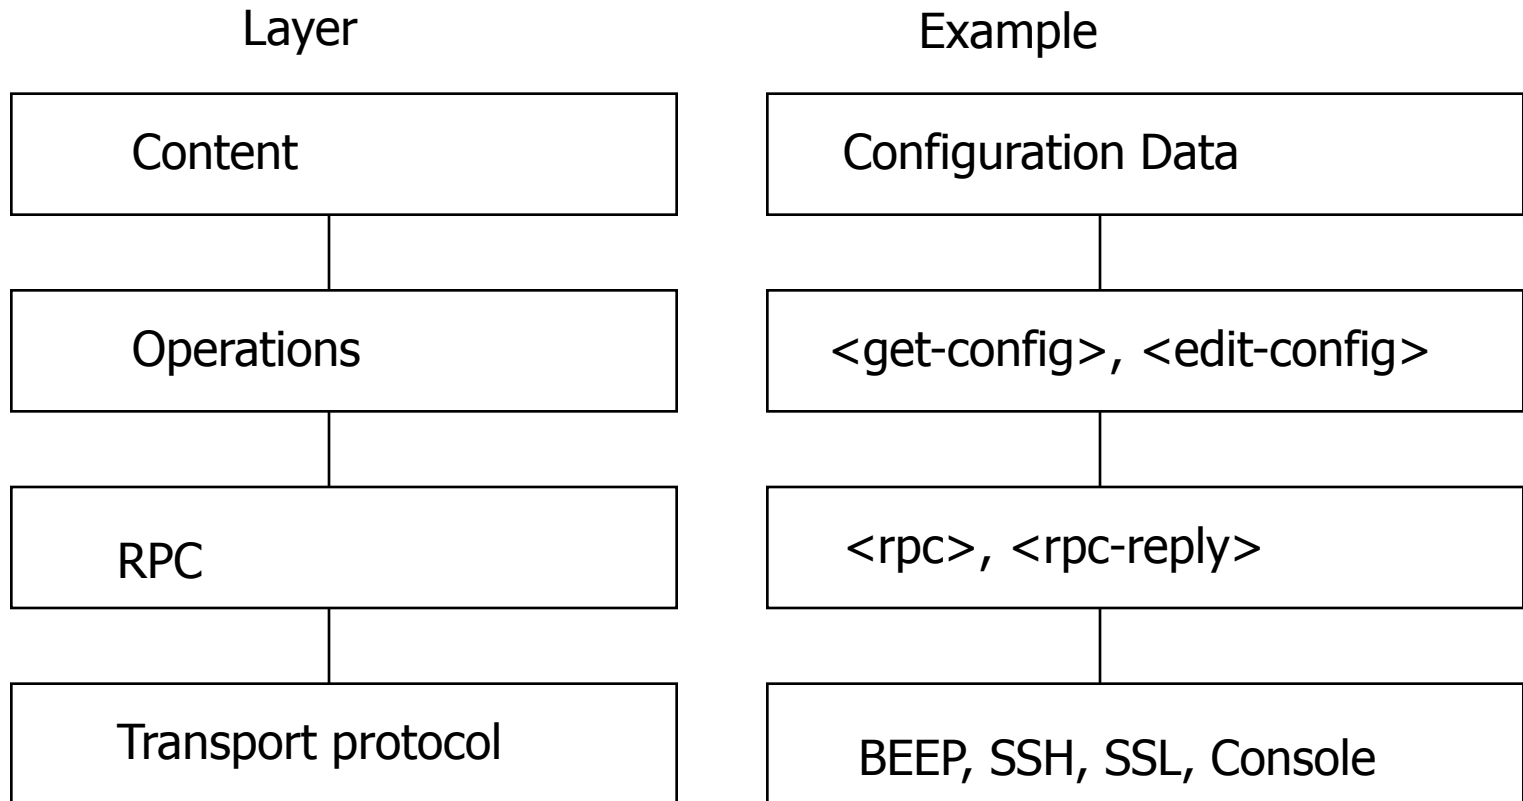 Layer Example
Content Configuration Data
Operations <get-config>, <edit-config>
RPC <rpc>, <rpc-reply>
Transport protocol BEEP, SSH, SSL, Console